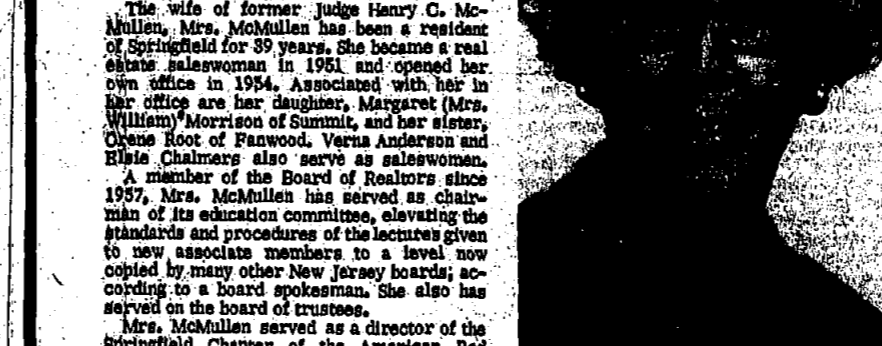 The wife of former Judge Henry C. Mc-
Mullen, Mrs. McMullen has been a resident
of Springfield for 39 years. She became a real
estate saleswoman in 1951 and opened her
own office in 1954. Associated with her in
her office are her daughter, Margaret (Mrs.
William) Morrison of Summit, and her sister,
Orene Root of Fanwood. Verna Anderson and
Elsie Chalmers also serve as saleswomen.
A member of the Board of Realtors since
1957, Mrs. McMullen has served as chair-
man of its education committee, elevating the
standards and procedures of the lectures given
to new associate members to a level now
copied by many other New Jersey boards; ac-
cording to a board spokesman. She also has
served on the board of trustees.
Mrs. McMullen served as a director of the
Springfield Chapter of the American Red